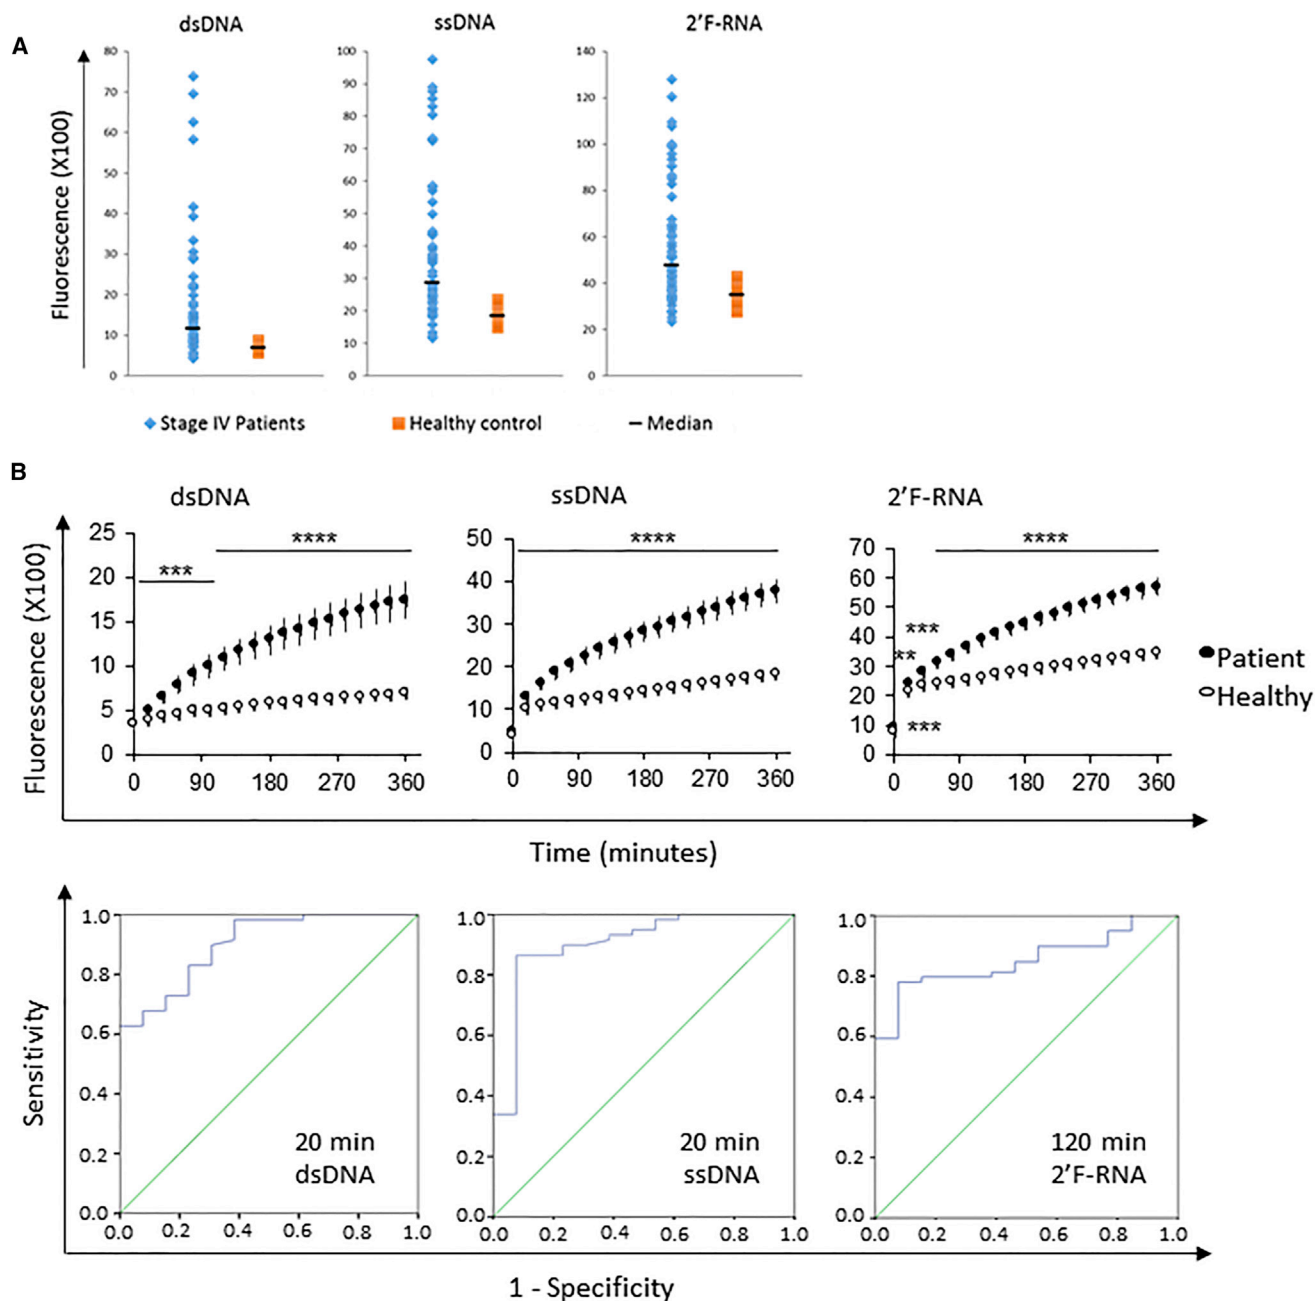 A
dsDNA
ssDNA
2'F-RNA
Fluorescence (X100)
80
70
60
50
40
30
20
10
0
100
90
80
70
60
50
40
30
20
10
0
140
120
100
80
60
40
20
0
Stage IV Patients
Healthy control
Median
B
dsDNA
ssDNA
2'F-RNA
Fluorescence (X100)
25
20
15
10
5
0
*** ****
0 90 180 270 360
50
40
30
20
10
0
****
0 90 180 270 360
70
60
50
40
30
20
10
0
****
***
**
***
0 90 180 270 360
Patient
Healthy
Time (minutes)
Sensitivity
1.0
0.8
0.6
0.4
0.2
0.0
20 min
dsDNA
0.0 0.2 0.4 0.6 0.8 1.0
1.0
0.8
0.6
0.4
0.2
0.0
20 min
ssDNA
0.0 0.2 0.4 0.6 0.8 1.0
1.0
0.8
0.6
0.4
0.2
0.0
120 min
2'F-RNA
0.0 0.2 0.4 0.6 0.8 1.0
1 - Specificity